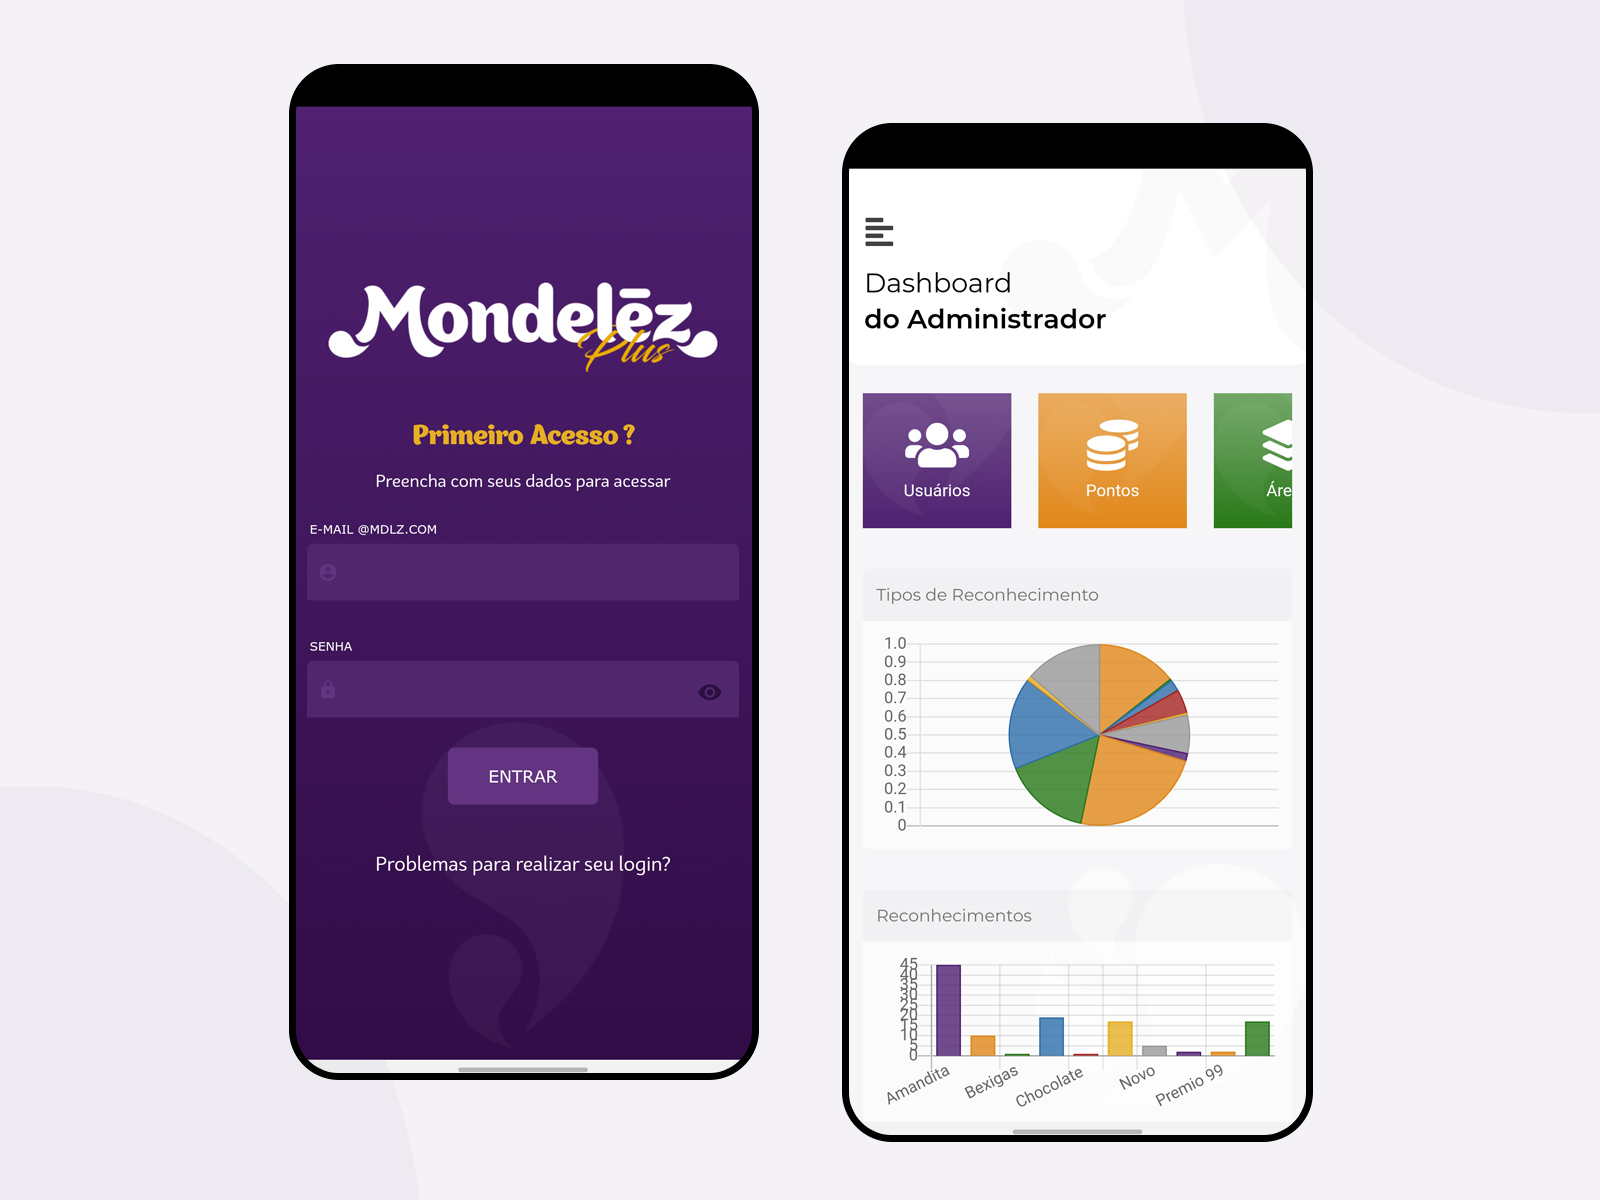 Mondelēz
Plus
Primeiro Acesso ?
Preencha com seus dados para acessar
E-MAIL @MDLZ.COM
SENHA
ENTRAR
Problemas para realizar seu login?
Dashboard
do Administrador
Usuários
Pontos
Áre
Tipos de Reconhecimento
1.0
0.9
0.8
0.7
0.6
0.5
0.4
0.3
0.2
0.1
0
Reconhecimentos
45
40
35
30
25
20
15
10
5
0
Amandita
Bexigas
Chocolate
Novo
Premio 99